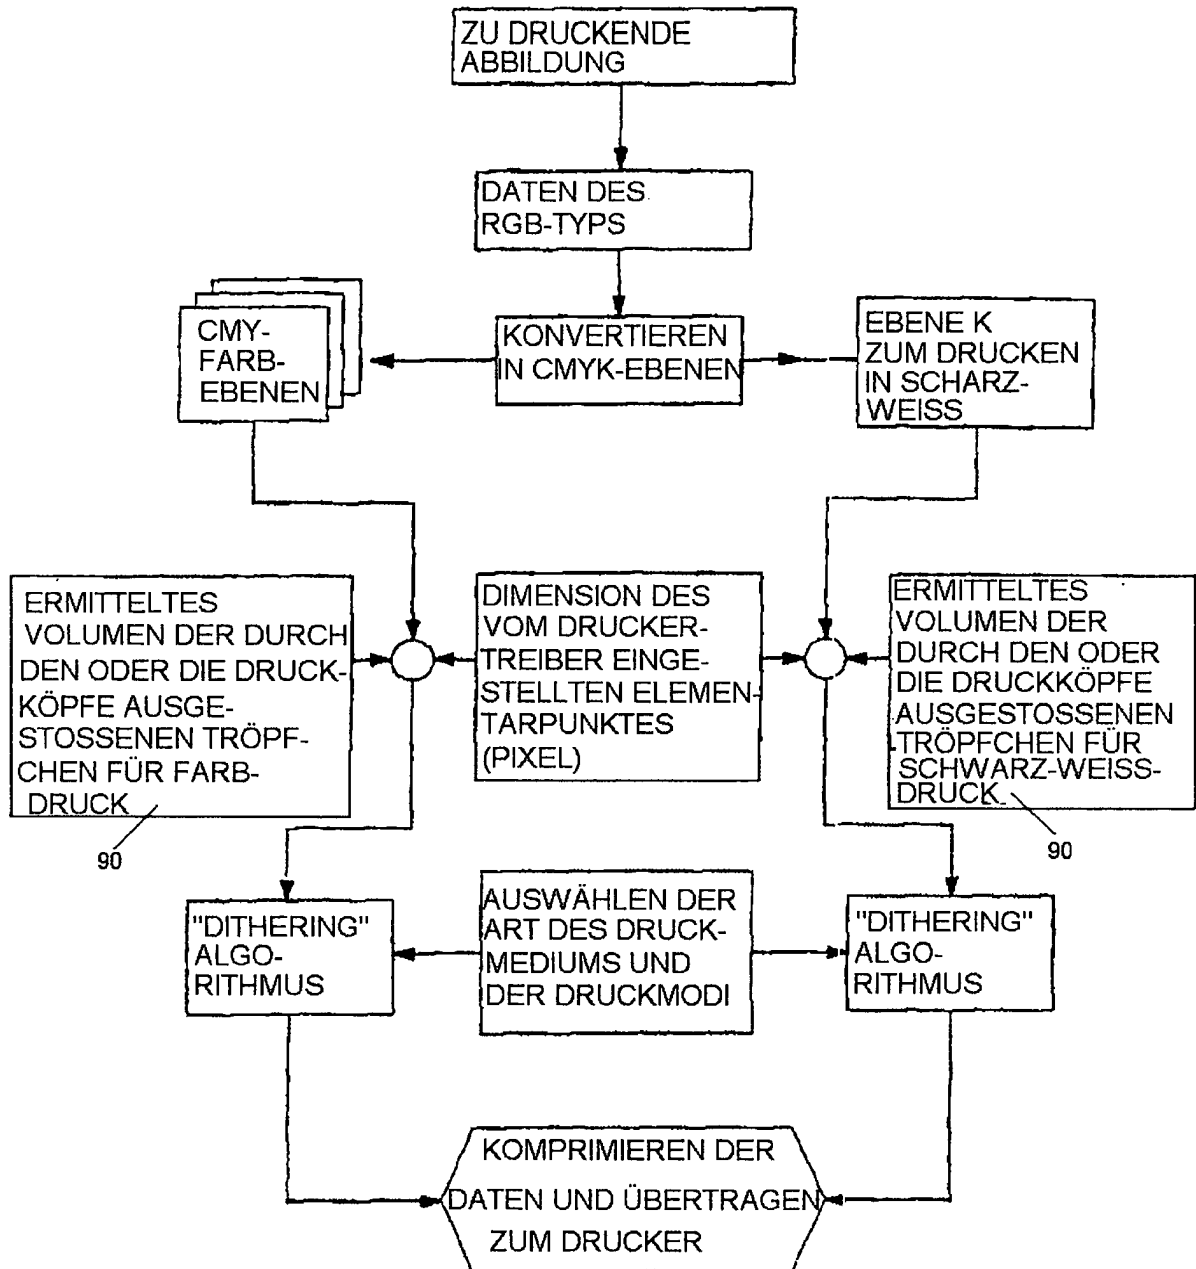 ZU DRUCKENDE
ABBILDUNG
DATEN DES
RGB-TYPS
CMY-
FARB-
EBENEN
KONVERTIEREN
IN CMYK-EBENEN
EBENE K
ZUM DRUCKEN
IN SCHARZ-
WEISS
ERMITTELTES
VOLUMEN DER DURCH
DEN ODER DIE DRUCK-
KÖPFE AUSGE-
STOSSENEN TRÖPF-
CHEN FÜR FARB-
DRUCK
90
DIMENSION DES
VOM DRUCKER-
TREIBER EINGE-
STELLTEN ELEMEN-
TARPUNKTES
(PIXEL)
ERMITTELTES
VOLUMEN DER
DURCH DEN ODER
DIE DRUCKKÖPFE
AUSGESTOSSENEN
TRÖPFCHEN FÜR
SCHWARZ-WEISS-
DRUCK
90
"DITHERING"
ALGO-
RITHMUS
AUSWÄHLEN DER
ART DES DRUCK-
MEDIUMS UND
DER DRUCKMODI
"DITHERING"
ALGO-
RITHMUS
KOMPRIMIEREN DER
DATEN UND ÜBERTRAGEN
ZUM DRUCKER